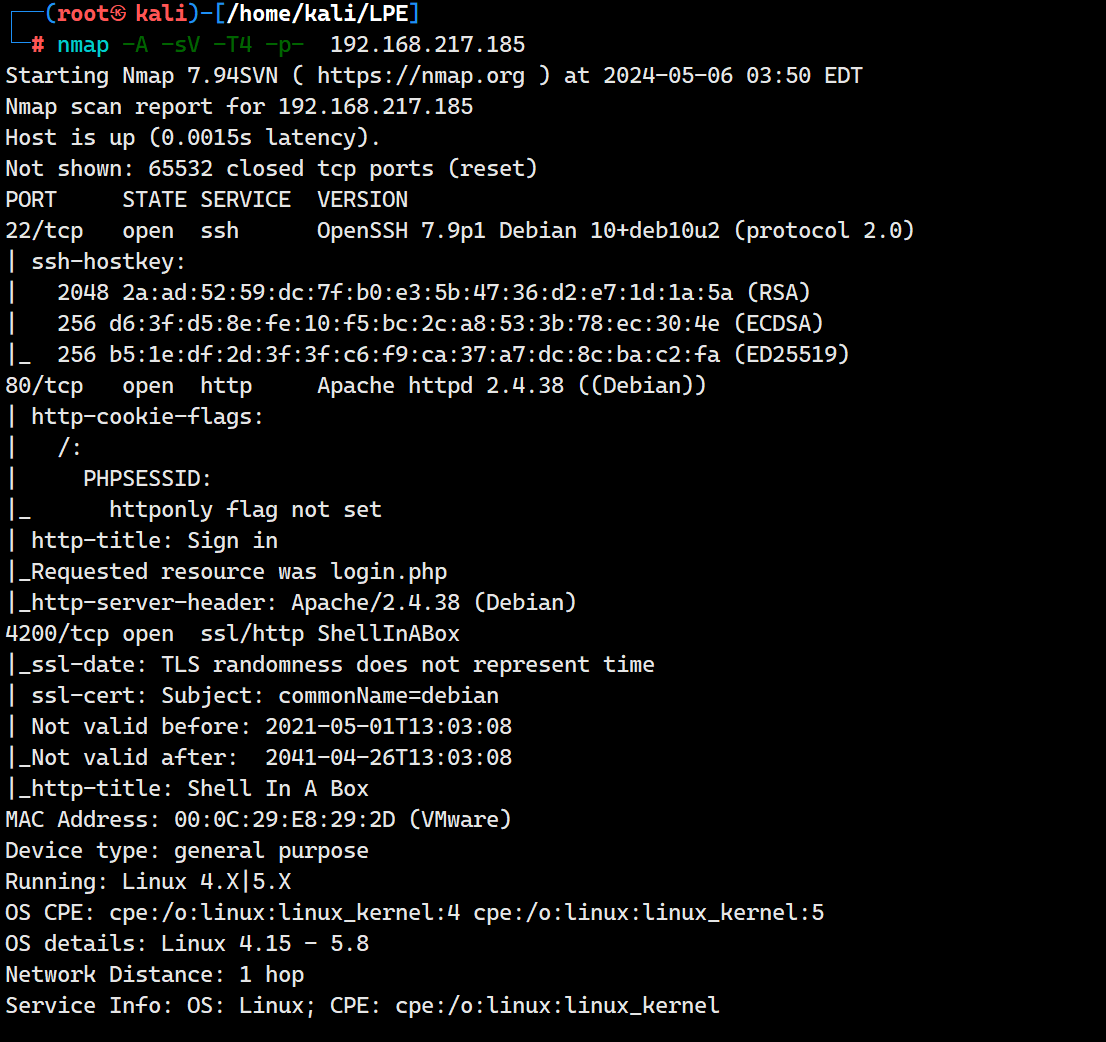 ┌──(root㉿kali)-[/home/kali/LPE]
└─# nmap -A -sV -T4 -p-  192.168.217.185
Starting Nmap 7.94SVN ( https://nmap.org ) at 2024-05-06 03:50 EDT
Nmap scan report for 192.168.217.185
Host is up (0.0015s latency).
Not shown: 65532 closed tcp ports (reset)
PORT     STATE SERVICE  VERSION
22/tcp   open  ssh      OpenSSH 7.9p1 Debian 10+deb10u2 (protocol 2.0)
| ssh-hostkey:
|   2048 2a:ad:52:59:dc:7f:b0:e3:5b:47:36:d2:e7:1d:1a:5a (RSA)
|   256 d6:3f:d5:8e:fe:10:f5:bc:2c:a8:53:3b:78:ec:30:4e (ECDSA)
|_  256 b5:1e:df:2d:3f:3f:c6:f9:ca:37:a7:dc:8c:ba:c2:fa (ED25519)
80/tcp   open  http     Apache httpd 2.4.38 ((Debian))
| http-cookie-flags:
|   /:
|     PHPSESSID:
|_      httponly flag not set
| http-title: Sign in
|_Requested resource was login.php
|_http-server-header: Apache/2.4.38 (Debian)
4200/tcp open  ssl/http ShellInABox
|_ssl-date: TLS randomness does not represent time
| ssl-cert: Subject: commonName=debian
| Not valid before: 2021-05-01T13:03:08
|_Not valid after:  2041-04-26T13:03:08
|_http-title: Shell In A Box
MAC Address: 00:0C:29:E8:29:2D (VMware)
Device type: general purpose
Running: Linux 4.X|5.X
OS CPE: cpe:/o:linux:linux_kernel:4 cpe:/o:linux:linux_kernel:5
OS details: Linux 4.15 - 5.8
Network Distance: 1 hop
Service Info: OS: Linux; CPE: cpe:/o:linux:linux_kernel